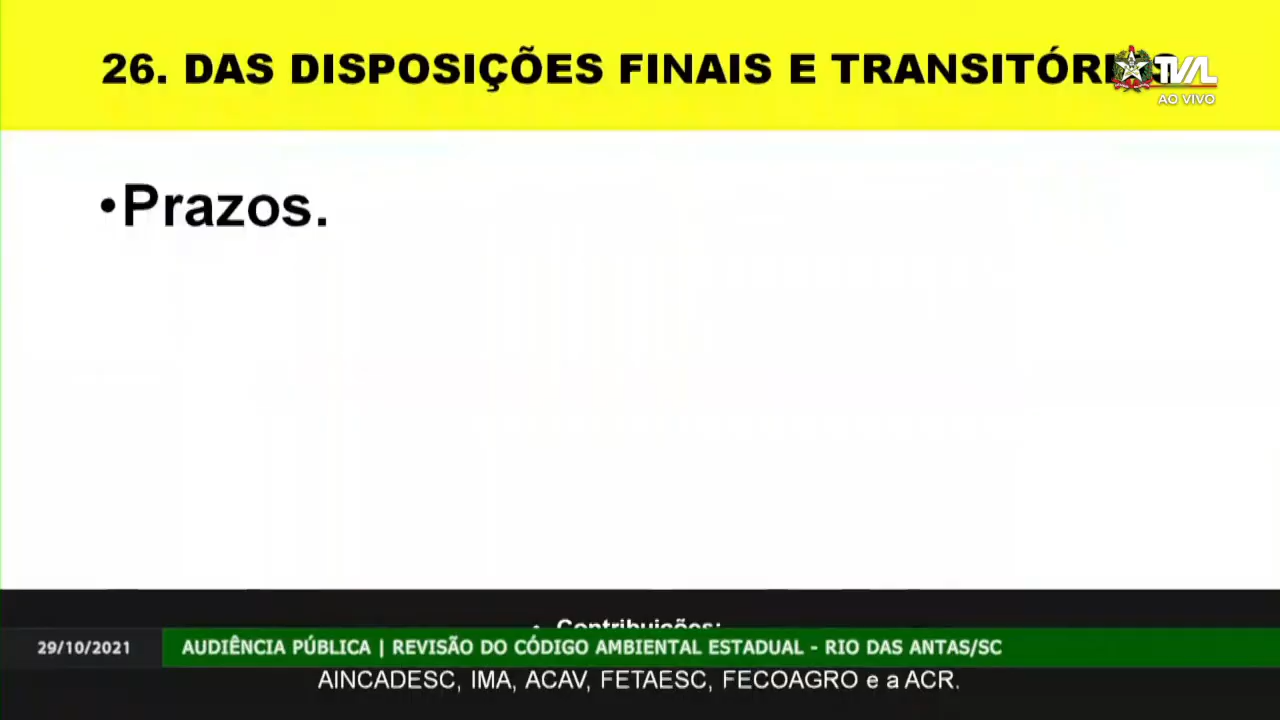 26. DAS DISPOSIÇÕES FINAIS E
TVAL
AO VIVO
•Prazos.
• Contribuições:
29/10/2021
AUDIÊNCIA PÚBLICA | REVISÃO DO CÓDIGO AMBIENTAL ESTADUAL - RIO DAS ANTAS/SC
AINCADESC, IMA, ACAV, FETAESC, FECOAGRO e a ACR.